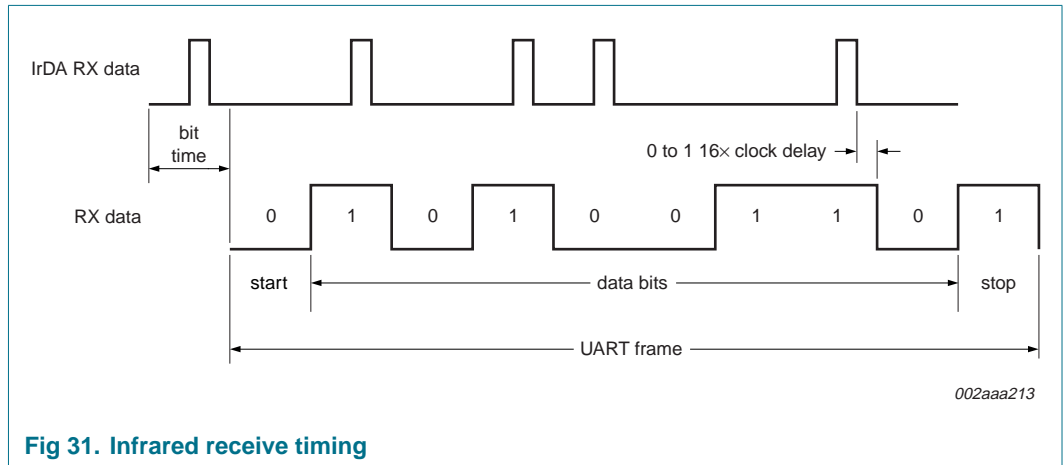 IrDA RX data
bit
time
0 to 1 16× clock delay
RX data
0 1 0 1 0 0 1 1 0 1
start
data bits
stop
UART frame
002aaa213
Fig 31. Infrared receive timing